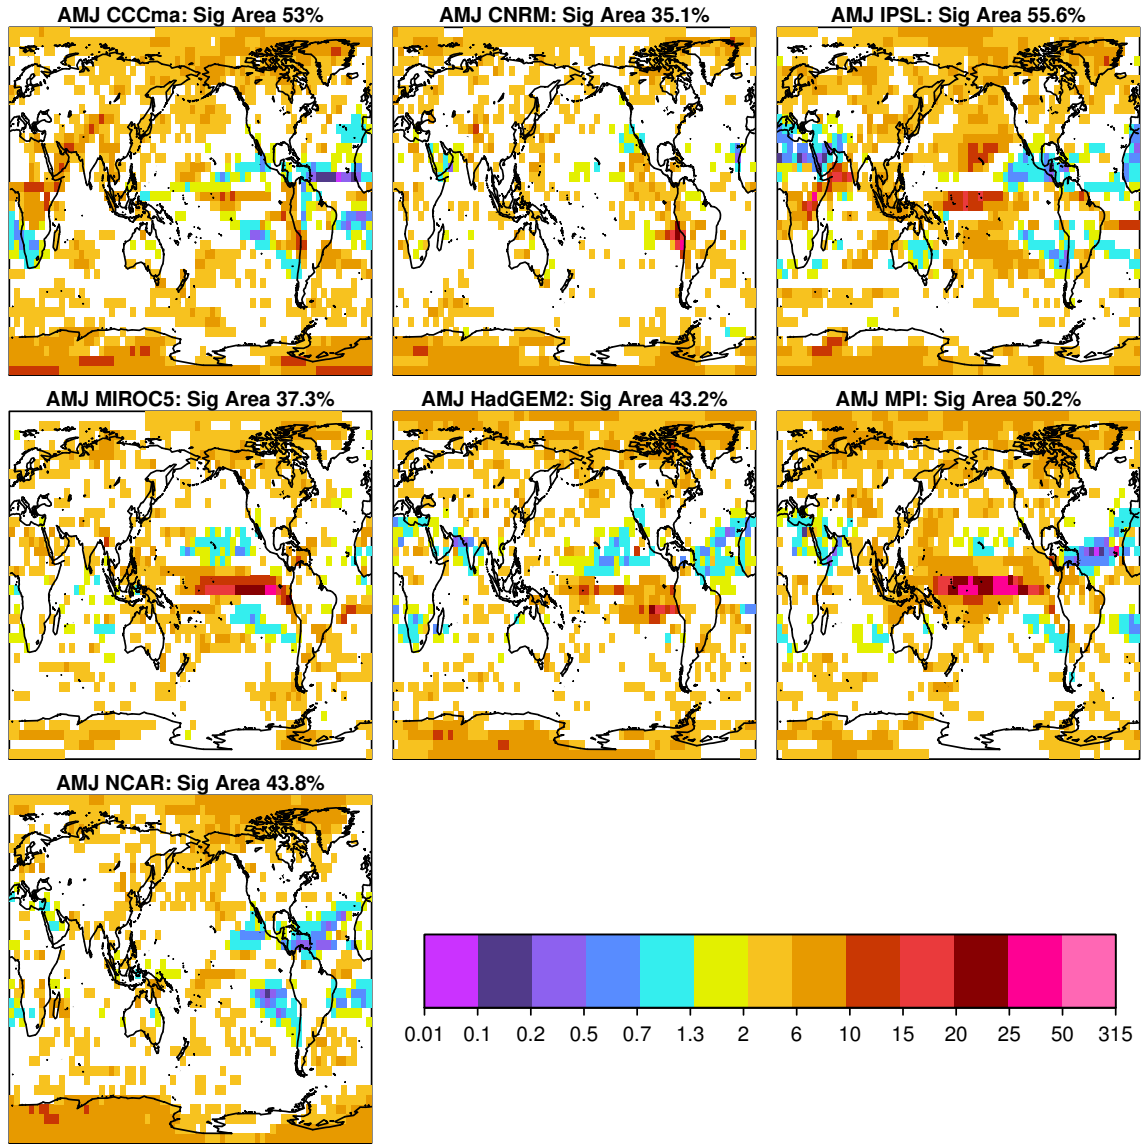 AMJ CCCma: Sig Area 53%
AMJ CNRM: Sig Area 35.1%
AMJ IPSL: Sig Area 55.6%
AMJ MIROC5: Sig Area 37.3%
AMJ HadGEM2: Sig Area 43.2%
AMJ MPI: Sig Area 50.2%
AMJ NCAR: Sig Area 43.8%
0.01 0.1 0.2 0.5 0.7 1.3 2 6 10 15 20 25 50 315